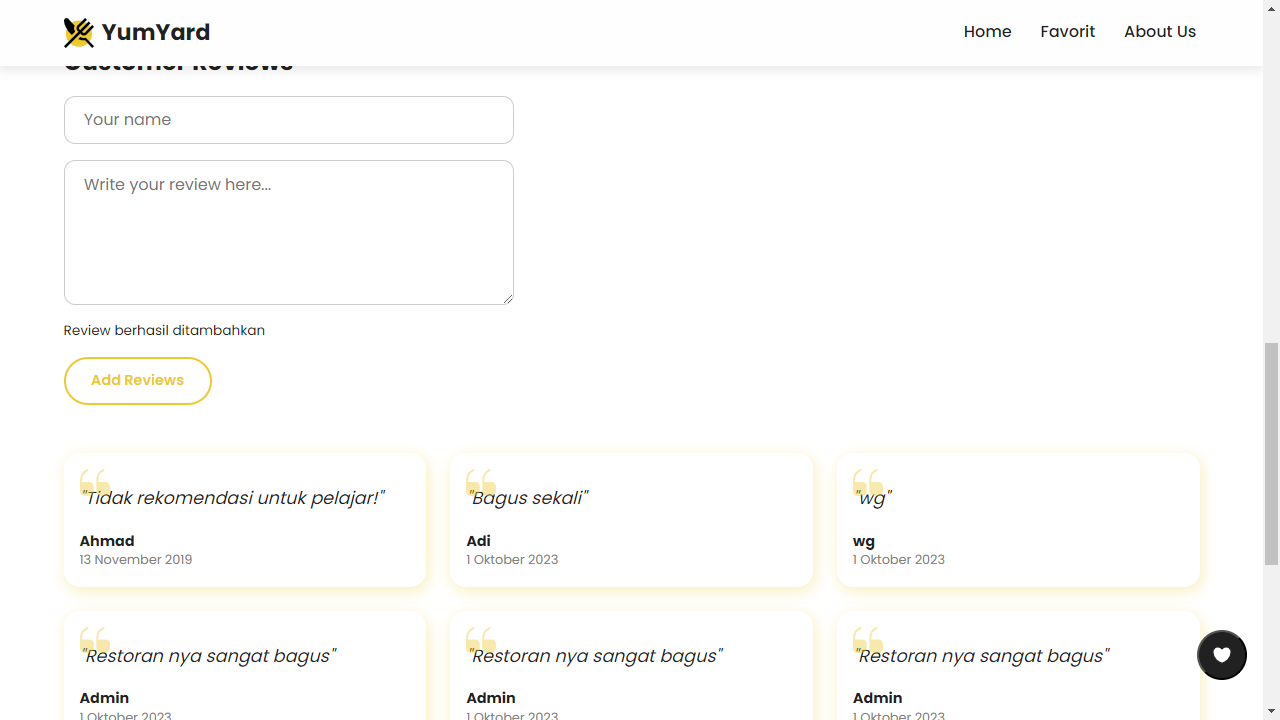 YumYard
Home
Favorit
About Us
Customer Reviews
Your name
Write your review here...
Review berhasil ditambahkan
Add Reviews
"Tidak rekomendasi untuk pelajar!"
Ahmad
13 November 2019
"Bagus sekali"
Adi
1 Oktober 2023
"wg"
wg
1 Oktober 2023
"Restoran nya sangat bagus"
Admin
1 Oktober 2023
"Restoran nya sangat bagus"
Admin
1 Oktober 2023
"Restoran nya sangat bagus"
Admin
1 Oktober 2023